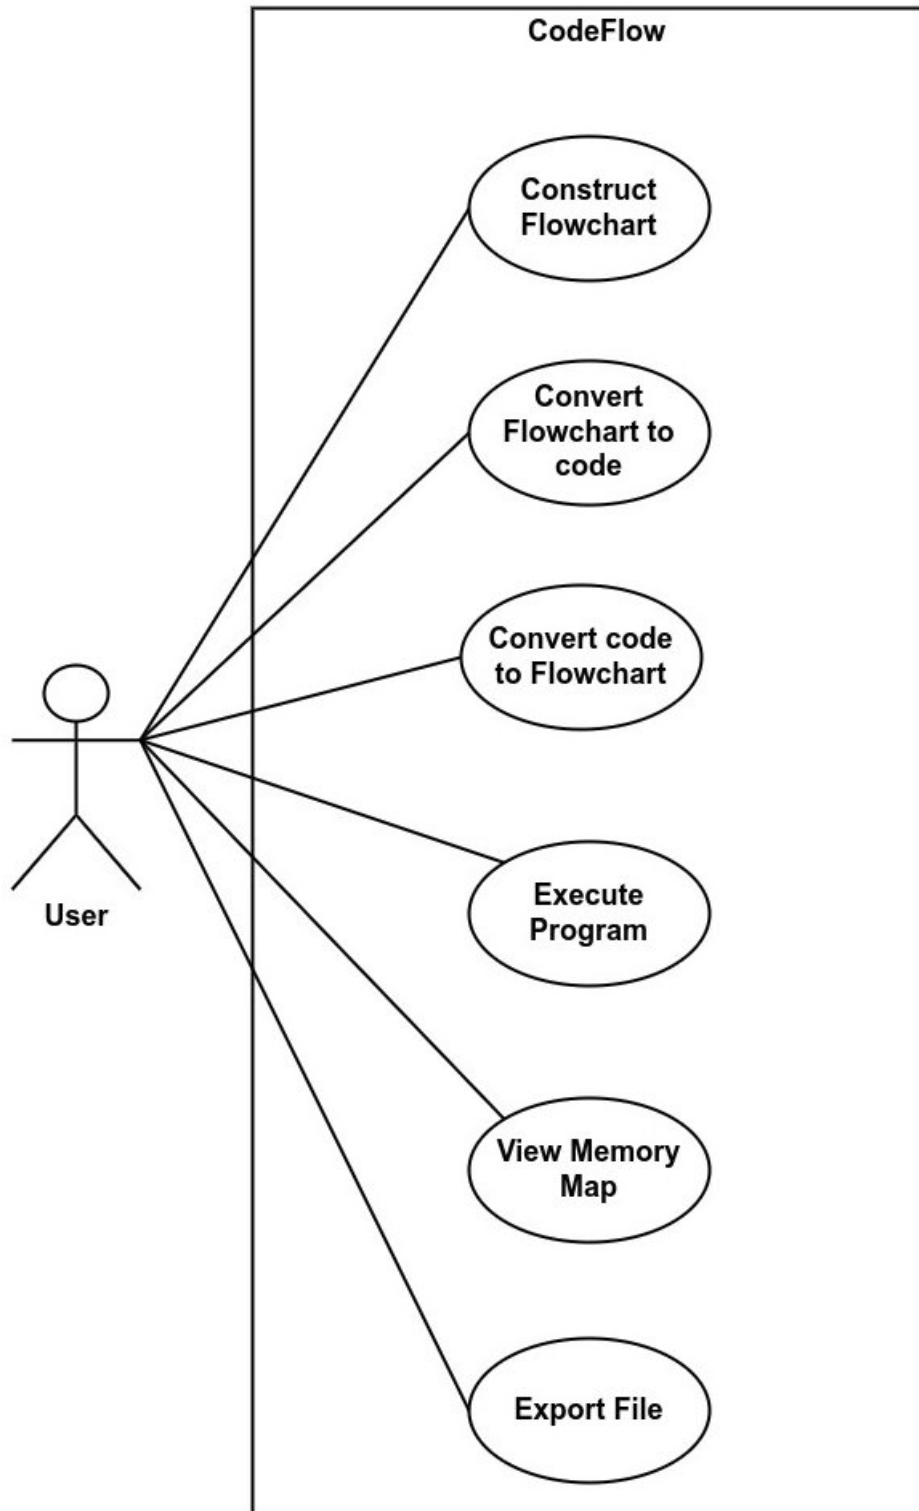 CodeFlow
Construct
Flowchart
Convert
Flowchart to
code
Convert code
to Flowchart
User
Execute
Program
View Memory
Map
Export File